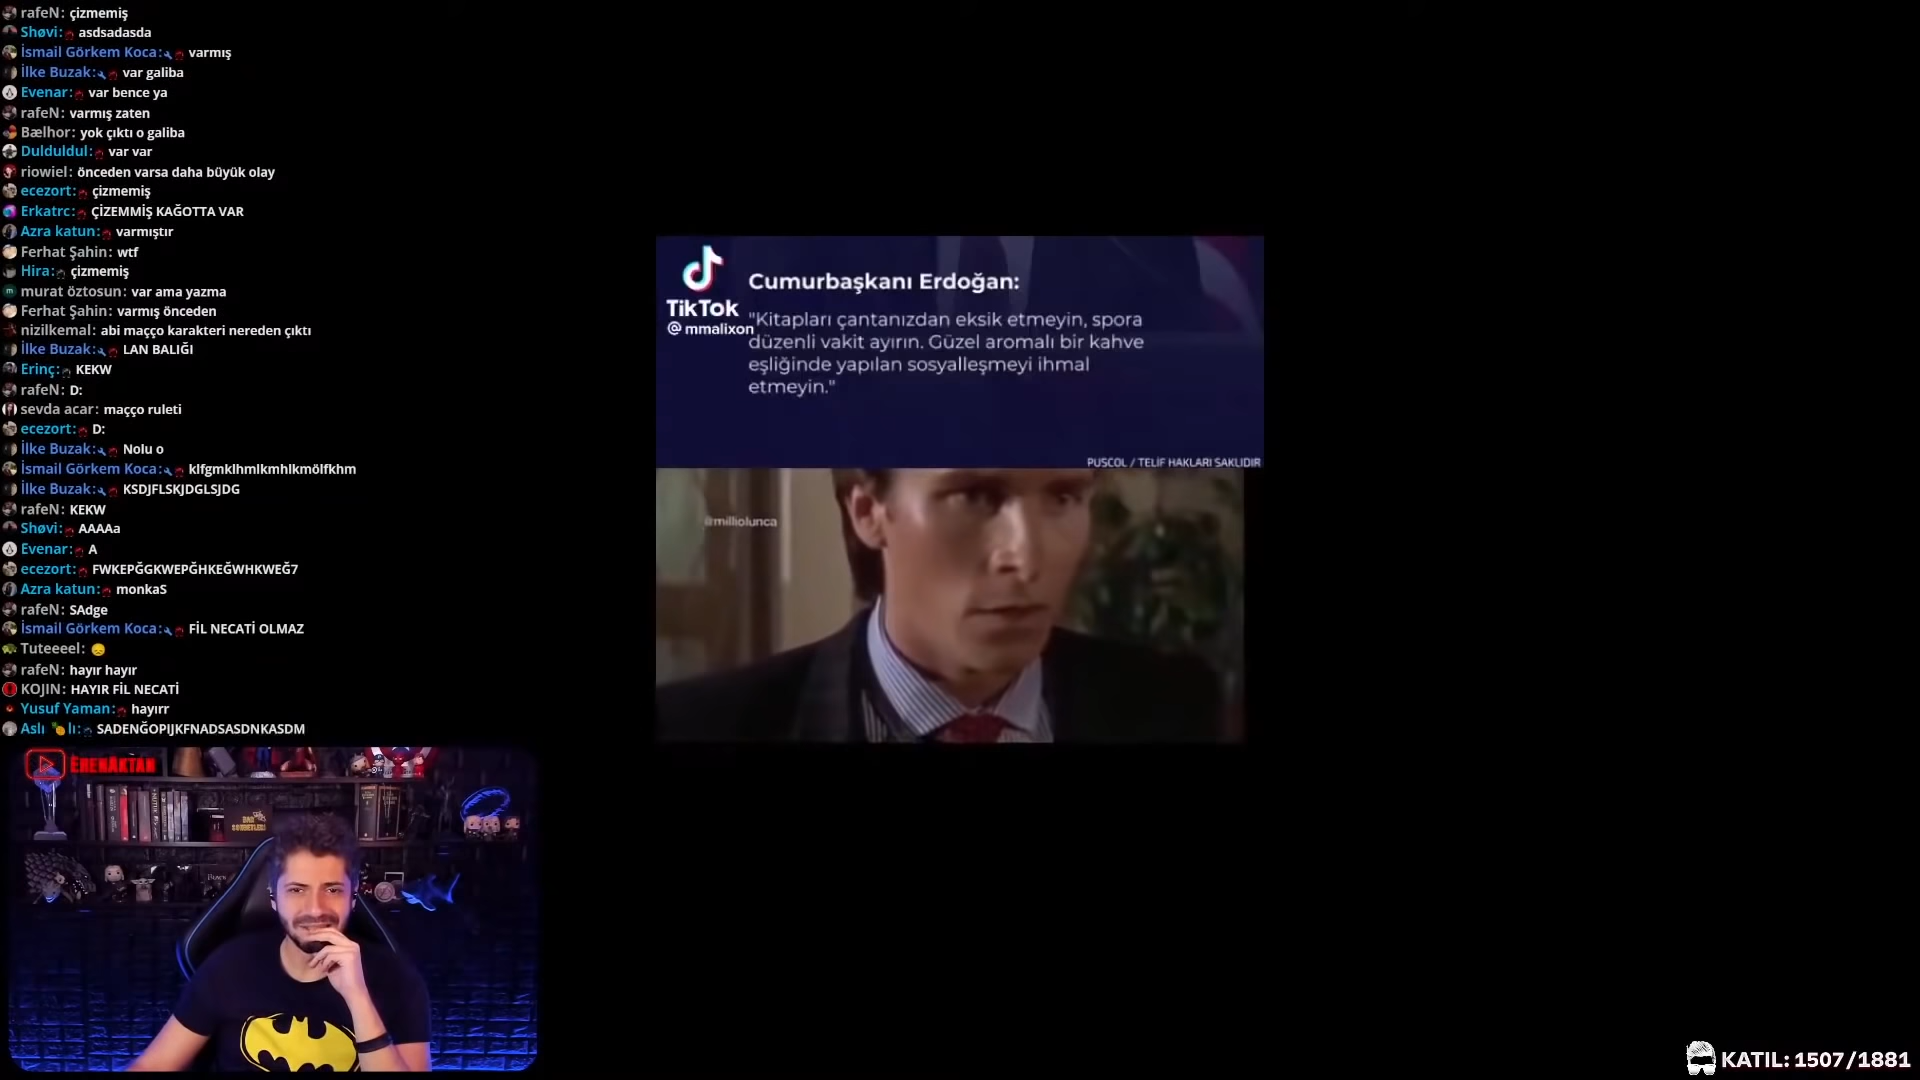 rafeN: çizmemiş
Shøvi: asdsadasda
İsmail Görkem Koca: varmış
İlke Buzak: var galiba
Evenar: var bence ya
rafeN: varmış zaten
Bælhor: yok çıktı o galiba
Dulduldul: var var
riowiel: önceden varsa daha büyük olay
ecezort: çizmemiş
Erkatrc: ÇİZEMMİŞ KAĞOTTA VAR
Azra katun: varmıştır
Ferhat Şahin: wtf
Hira: çizmemiş
murat öztosun: var ama yazma
Ferhat Şahin: varmış önceden
nizilkemal: abi maçço karakteri nereden çıktı
İlke Buzak: LAN BALIĞI
Erinç: KEKW
rafeN: D:
sevda acar: maçço ruleti
ecezort: D:
İlke Buzak: Nolu o
İsmail Görkem Koca: klfgmklhmlkmhlkmölfkhm
İlke Buzak: KSDJFLSKJDGLSJDG
rafeN: KEKW
Shøvi: AAAAa
Evenar: A
ecezort: FWKEPĞGKWEPĞHKEĞWHKWEĞ7
Azra katun: monkaS
rafeN: SAdge
İsmail Görkem Koca: FİL NECATİ OLMAZ
Tuteeeel: 😞
rafeN: hayır hayır
KOJIN: HAYIR FİL NECATİ
Yusuf Yaman: hayırr
Aslı 🍍lı: SADENĞOPIJKFNADSASDNKASDM
TikTok
@mmalixon
Cumurbaşkanı Erdoğan:
"Kitapları çantanızdan eksik etmeyin, spora
düzenli vakit ayırın. Güzel aromalı bir kahve
eşliğinde yapılan sosyalleşmeyi ihmal
etmeyin."
PUSCOL / TELİF HAKLARI SAKLIDIR
@milliolunca
ERENAKTAN
KATIL: 1507/1881